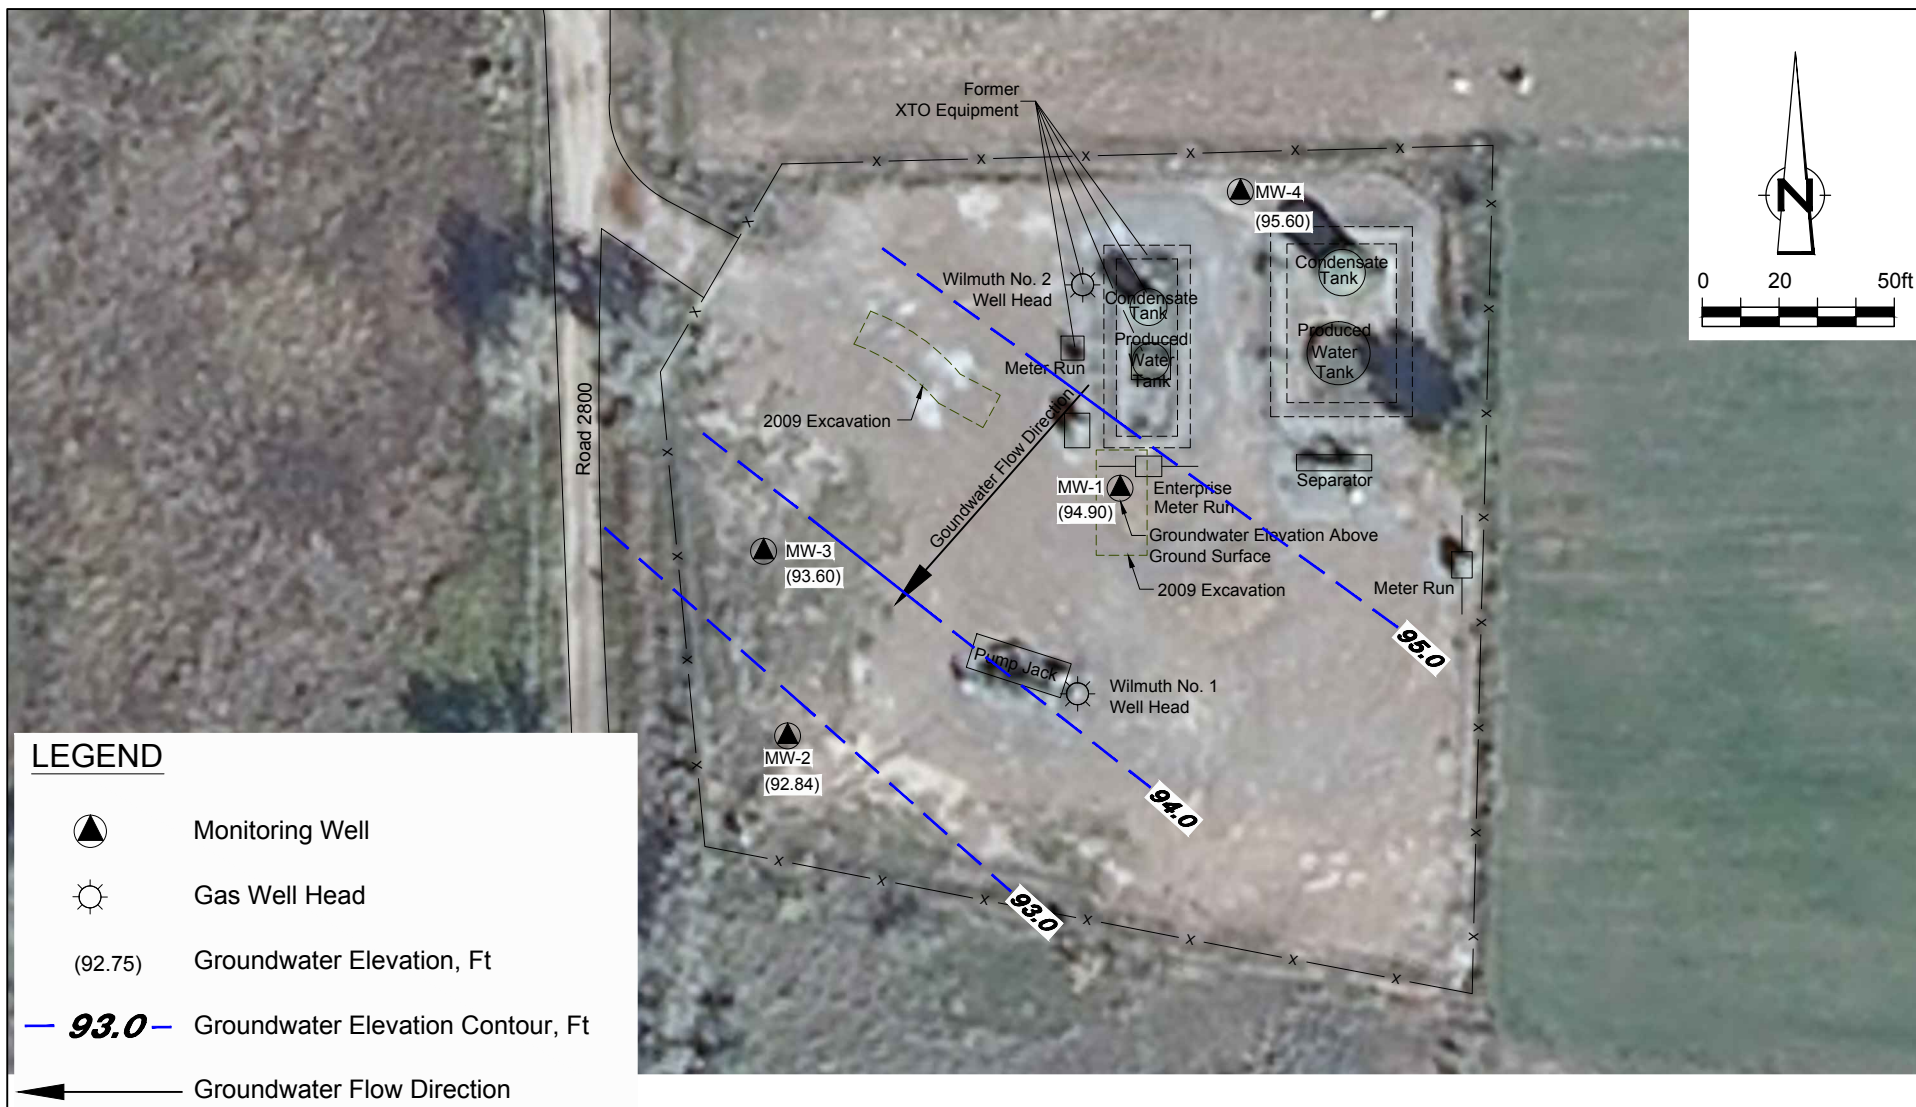 Former
XTO Equipment
MW-4
(95.60)
N
0 20 50ft
Wilmuth No. 2
Well Head
Condensate
Tank
Condensate
Tank
Produced
Water
Tank
Produced
Water
Tank
Meter Run
2009 Excavation
Road 2800
Goundwater Flow Direction
MW-1
(94.90)
Enterprise
Meter Run
Separator
Groundwater Elevation Above
Ground Surface
2009 Excavation
Meter Run
MW-3
(93.60)
95.0
Pump Jack
Wilmuth No. 1
Well Head
MW-2
(92.84)
94.0
93.0
LEGEND
Monitoring Well
Gas Well Head
(92.75) Groundwater Elevation, Ft
93.0 Groundwater Elevation Contour, Ft
Groundwater Flow Direction